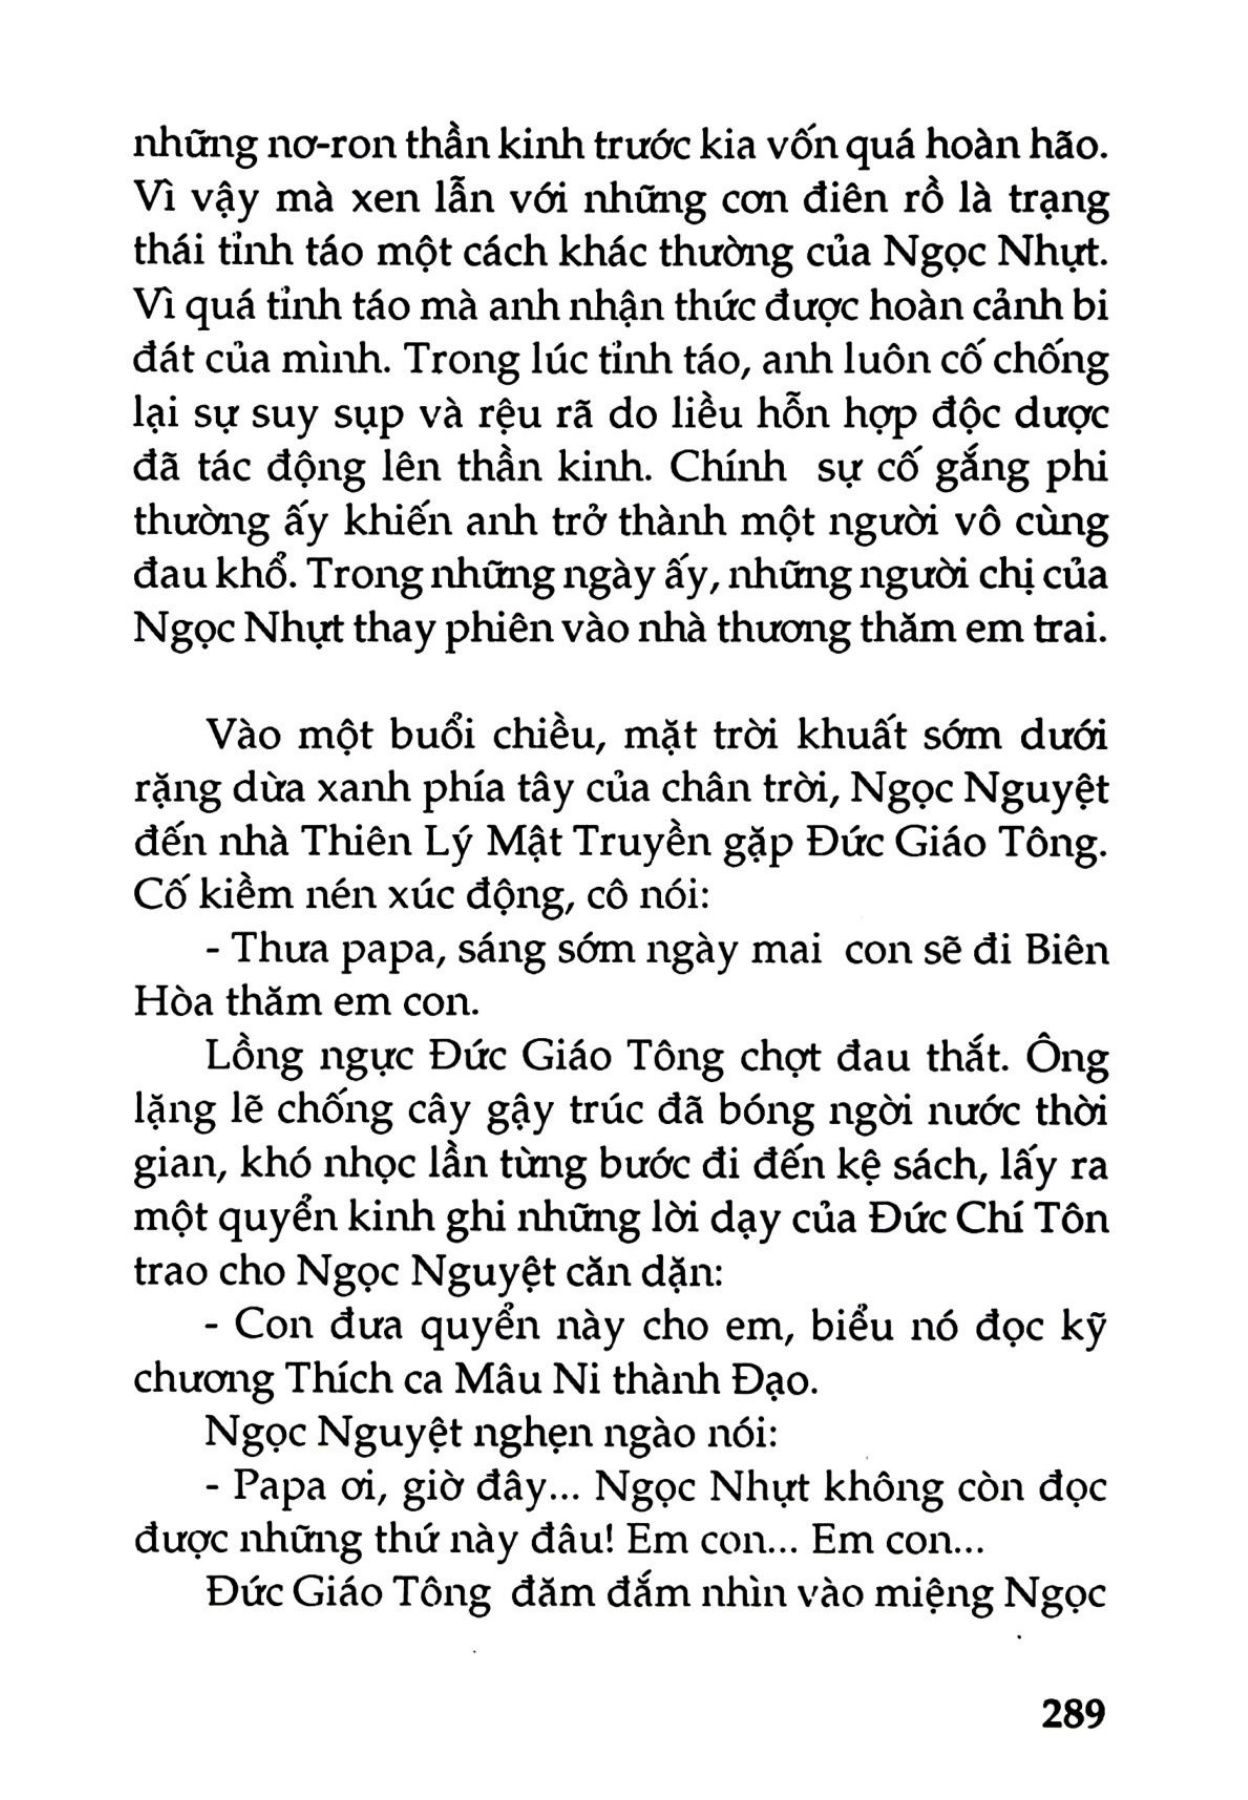 những nơ-ron thần kinh trước kia vốn quá hoàn hão.
Vì vậy mà xen lẫn với những cơn điên rồ là trạng
thái tỉnh táo một cách khác thường của Ngọc Nhựt.
Vì quá tỉnh táo mà anh nhận thức được hoàn cảnh bi
đát của mình. Trong lúc tỉnh táo, anh luôn cố chống
lại sự suy sụp và rệu rã do liều hỗn hợp độc dược
đã tác động lên thần kinh. Chính sự cố gắng phi
thường ấy khiến anh trở thành một người vô cùng
đau khổ. Trong những ngày ấy, những người chị của
Ngọc Nhựt thay phiên vào nhà thương thăm em trai.
Vào một buổi chiều, mặt trời khuất sớm dưới
rặng dừa xanh phía tây của chân trời, Ngọc Nguyệt
đến nhà Thiên Lý Mật Truyền gặp Đức Giáo Tông.
Cố kiềm nén xúc động, cô nói:
- Thưa papa, sáng sớm ngày mai con sẽ đi Biên
Hòa thăm em con.
Lồng ngực Đức Giáo Tông chợt đau thắt. Ông
lặng lẽ chống cây gậy trúc đã bóng ngời nước thời
gian, khó nhọc lần từng bước đi đến kệ sách, lấy ra
một quyển kinh ghi những lời dạy của Đức Chí Tôn
trao cho Ngọc Nguyệt căn dặn:
- Con đưa quyển này cho em, biểu nó đọc kỹ
chương Thích ca Mâu Ni thành Đạo.
Ngọc Nguyệt nghẹn ngào nói:
- Papa ơi, giờ đây... Ngọc Nhựt không còn đọc
được những thứ này đâu! Em con... Em con...
Đức Giáo Tông đăm đắm nhìn vào miệng Ngọc
289